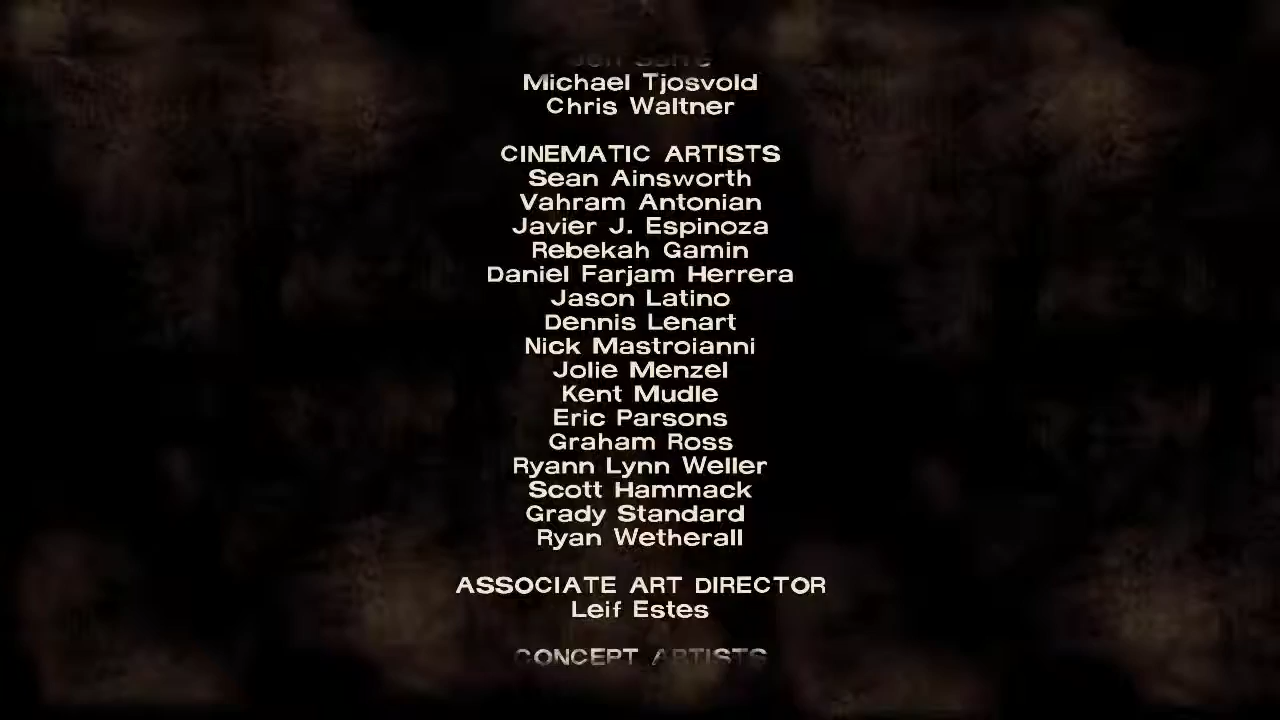 Michael Tjosvold
Chris Waltner
CINEMATIC ARTISTS
Sean Ainsworth
Vahram Antonian
Javier J. Espinoza
Rebekah Gamin
Daniel Farjam Herrera
Jason Latino
Dennis Lenart
Nick Mastroianni
Jolie Menzel
Kent Mudle
Eric Parsons
Graham Ross
Ryann Lynn Weller
Scott Hammack
Grady Standard
Ryan Wetherall
ASSOCIATE ART DIRECTOR
Leif Estes
CONCEPT ARTISTS